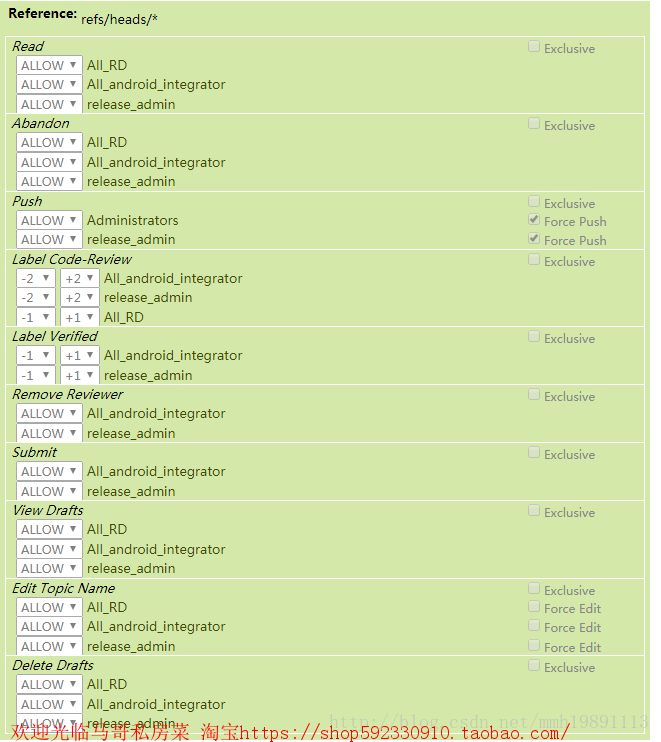 Reference: refs/heads/*
Read Exclusive
ALLOW All_RD
ALLOW All_android_integrator
ALLOW release_admin
Abandon Exclusive
ALLOW All_RD
ALLOW All_android_integrator
ALLOW release_admin
Push Exclusive
ALLOW Administrators Force Push
ALLOW release_admin Force Push
Label Code-Review Exclusive
-2 +2 All_android_integrator
-2 +2 release_admin
-1 +1 All_RD
Label Verified Exclusive
-1 +1 All_android_integrator
-1 +1 release_admin
Remove Reviewer Exclusive
ALLOW All_android_integrator
ALLOW release_admin
Submit Exclusive
ALLOW All_android_integrator
ALLOW release_admin
View Drafts Exclusive
ALLOW All_RD
ALLOW All_android_integrator
ALLOW release_admin
Edit Topic Name Exclusive
ALLOW All_RD Force Edit
ALLOW All_android_integrator Force Edit
ALLOW release_admin Force Edit
Delete Drafts Exclusive
ALLOW All_RD
ALLOW All_android_integrator
ALLOW release_admin
http://blog.csdn.net/mmh19891113
欢迎光临马哥私房菜 淘宝https://shop592330910.taobao.com/